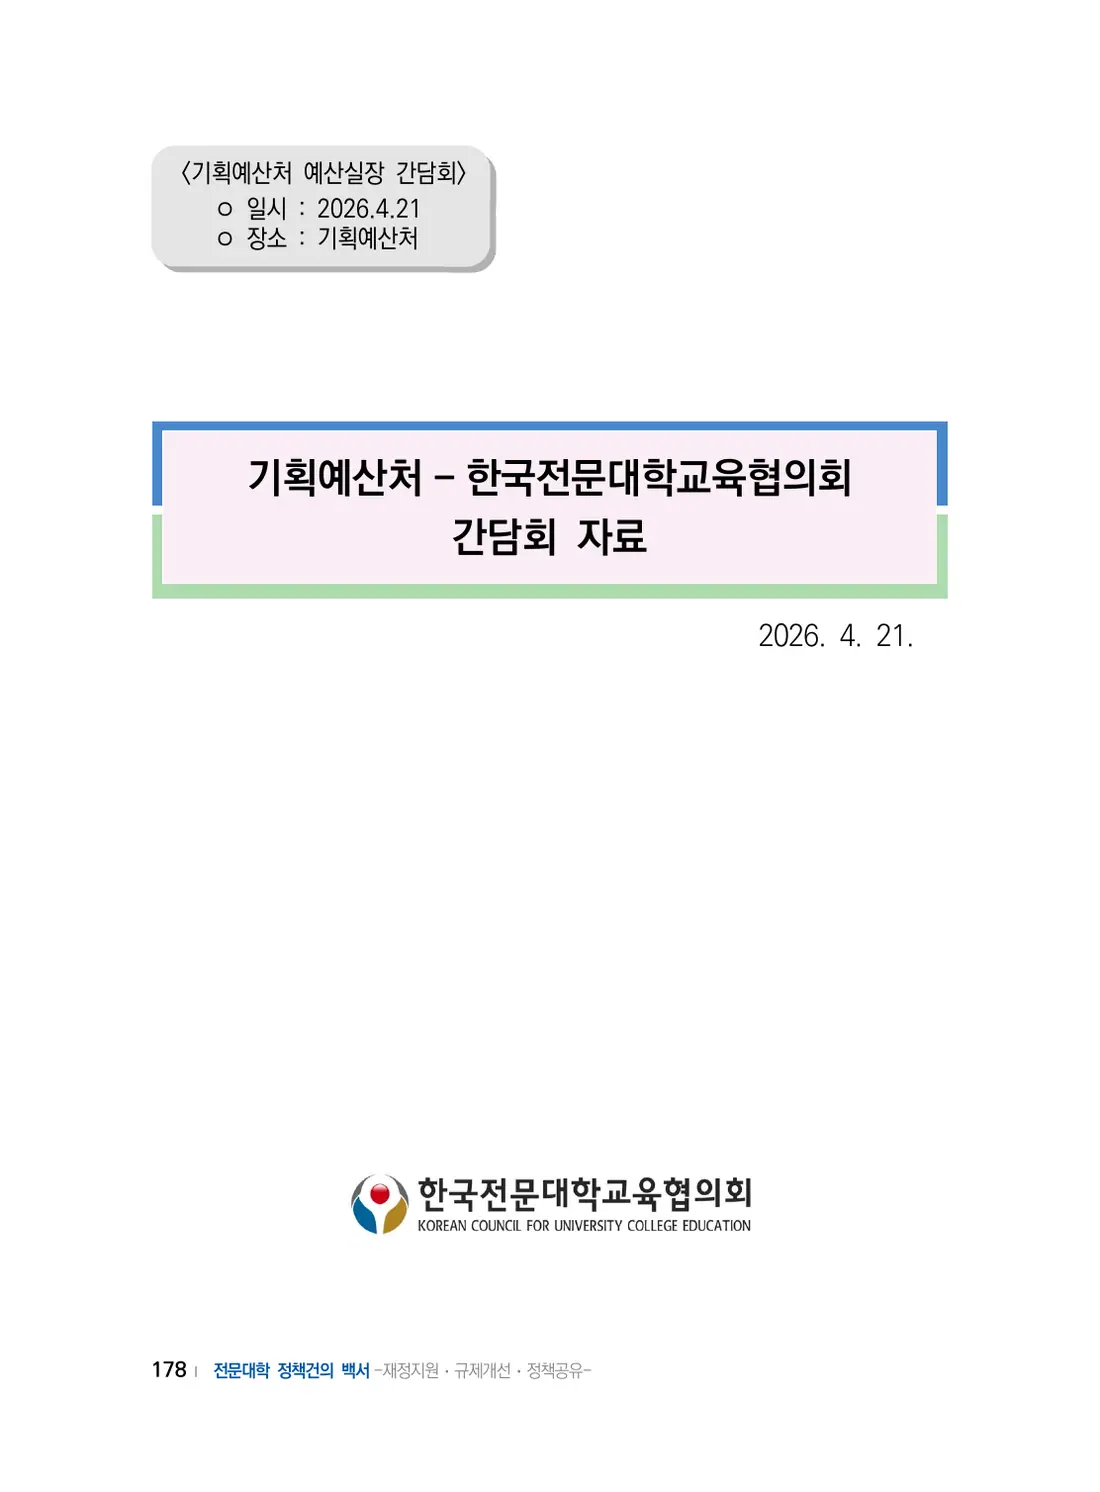 〈기획예산처 예산실장 간담회〉
ㅇ 일시 : 2026.4.21
ㅇ 장소 : 기획예산처
기획예산처 – 한국전문대학교육협의회
간담회 자료
2026. 4. 21.
한국전문대학교육협의회
KOREAN COUNCIL FOR UNIVERSITY COLLEGE EDUCATION
178 | 전문대학 정책건의 백서 -재정지원·규제개선·정책공유-